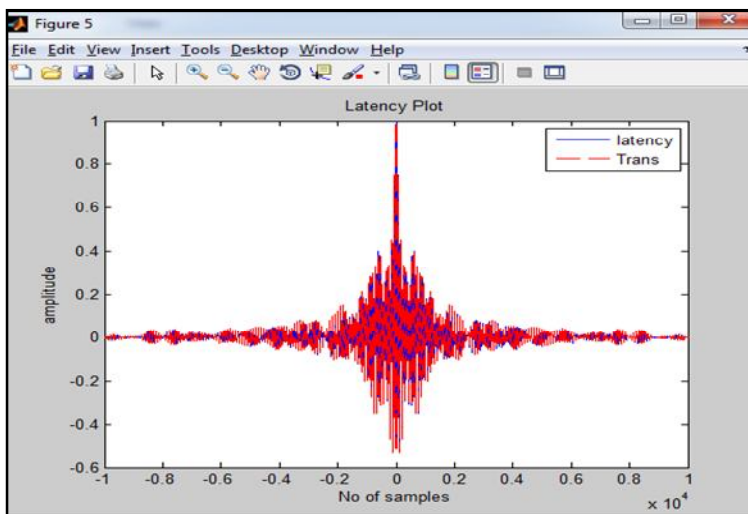 Figure 5
File Edit View Insert Tools Desktop Window Help
Latency Plot
latency
Trans
amplitude
1
0.8
0.6
0.4
0.2
0
-0.2
-0.4
-0.6
-1 -0.8 -0.6 -0.4 -0.2 0 0.2 0.4 0.6 0.8 1
No of samples
x 10^4